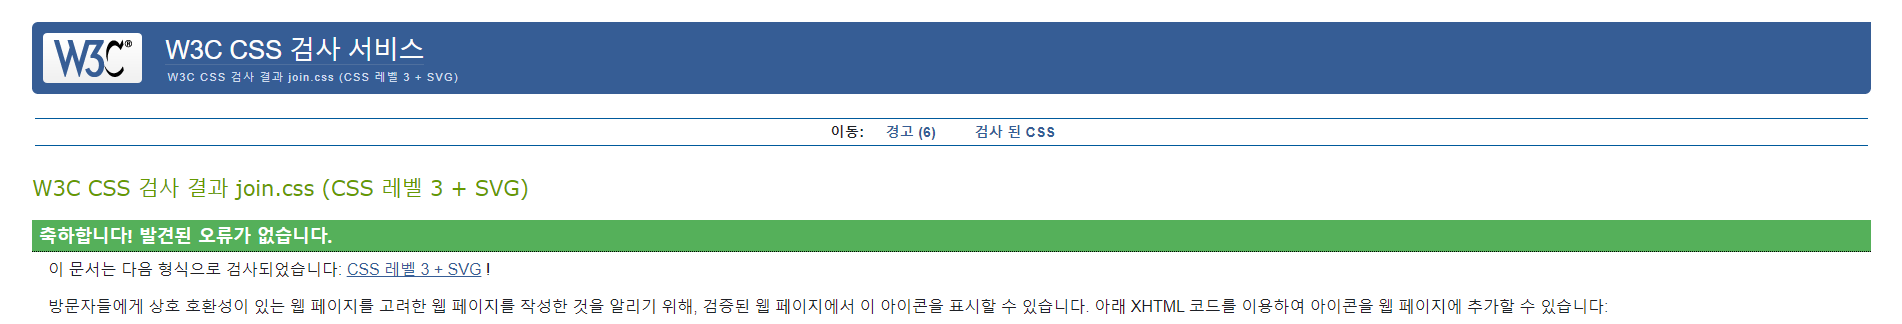 W3C® W3C CSS 검사 서비스
W3C CSS 검사 결과 join.css (CSS 레벨 3 + SVG)
이동: 경고 (6) 검사 된 CSS
W3C CSS 검사 결과 join.css (CSS 레벨 3 + SVG)
축하합니다! 발견된 오류가 없습니다.
이 문서는 다음 형식으로 검사되었습니다: CSS 레벨 3 + SVG !
방문자들에게 상호 호환성이 있는 웹 페이지를 고려한 웹 페이지를 작성한 것을 알리기 위해, 검증된 웹 페이지에서 이 아이콘을 표시할 수 있습니다. 아래 XHTML 코드를 이용하여 아이콘을 웹 페이지에 추가할 수 있습니다: